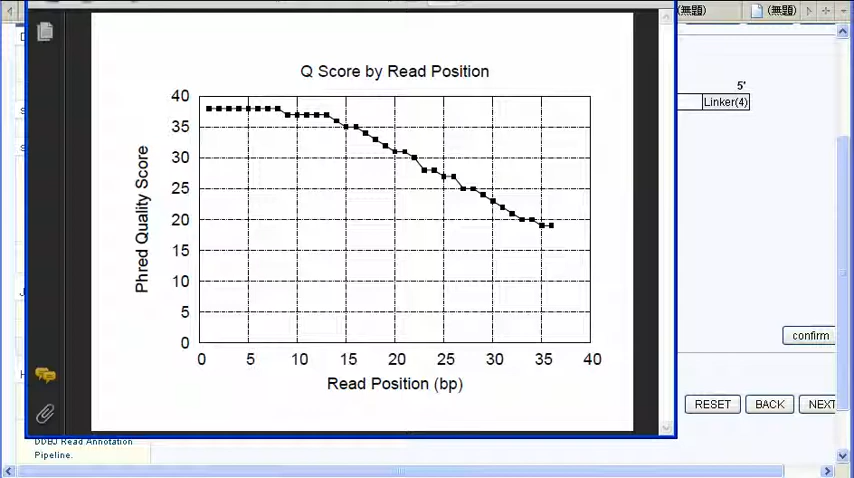 (無題)
(無題)
5'
Linker(4)
Q Score by Read Position
Phred Quality Score
40
35
30
25
20
15
10
5
0
0 5 10 15 20 25 30 35 40
Read Position (bp)
confirm
RESET
BACK
NEXT
DDBJ Read Annotation
Pipeline.